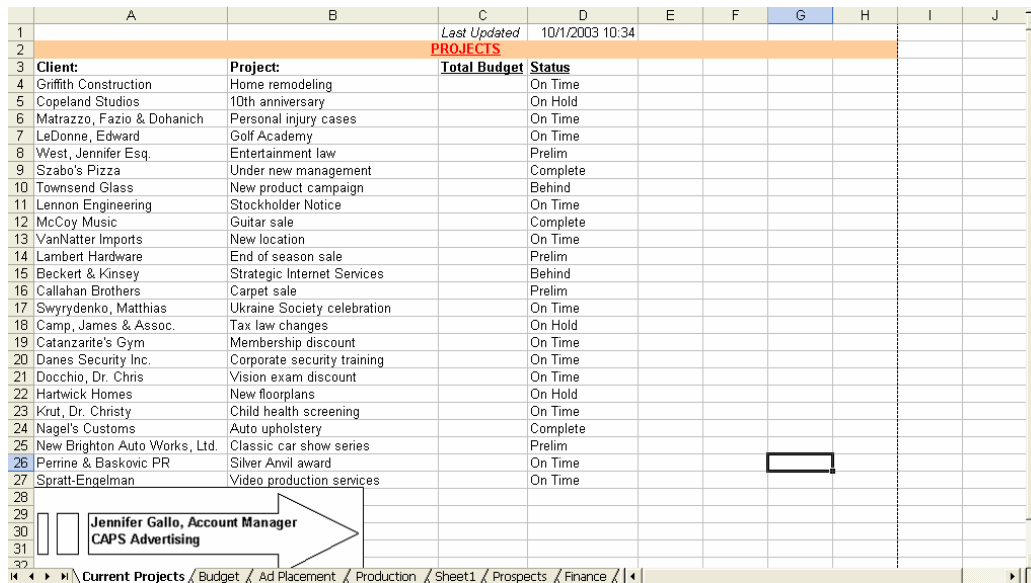 A B C D E F G H I J
1 Last Updated 10/1/2003 10:34
2 PROJECTS
3 Client: Project: Total Budget Status
4 Griffith Construction Home remodeling On Time
5 Copeland Studios 10th anniversary On Hold
6 Matrazzo, Fazio & Dohanich Personal injury cases On Time
7 LeDonne, Edward Golf Academy On Time
8 West, Jennifer Esq. Entertainment law Prelim
9 Szabo's Pizza Under new management Complete
10 Townsend Glass New product campaign Behind
11 Lennon Engineering Stockholder Notice On Time
12 McCoy Music Guitar sale Complete
13 VanNatter Imports New location On Time
14 Lambert Hardware End of season sale Prelim
15 Beckert & Kinsey Strategic Internet Services Behind
16 Callahan Brothers Carpet sale Prelim
17 Swyrydenko, Matthias Ukraine Society celebration On Time
18 Camp, James & Assoc. Tax law changes On Hold
19 Catanzarite's Gym Membership discount On Time
20 Danes Security Inc. Corporate security training On Time
21 Docchio, Dr. Chris Vision exam discount On Time
22 Hartwick Homes New floorplans On Hold
23 Krut, Dr. Christy Child health screening On Time
24 Nagel's Customs Auto upholstery Complete
25 New Brighton Auto Works, Ltd. Classic car show series Prelim
26 Perrine & Baskovic PR Silver Anvil award On Time
27 Spratt-Engelman Video production services On Time
28
29
30 Jennifer Gallo, Account Manager
31 CAPS Advertising
32
Current Projects Budget Ad Placement Production Sheet1 Prospects Finance